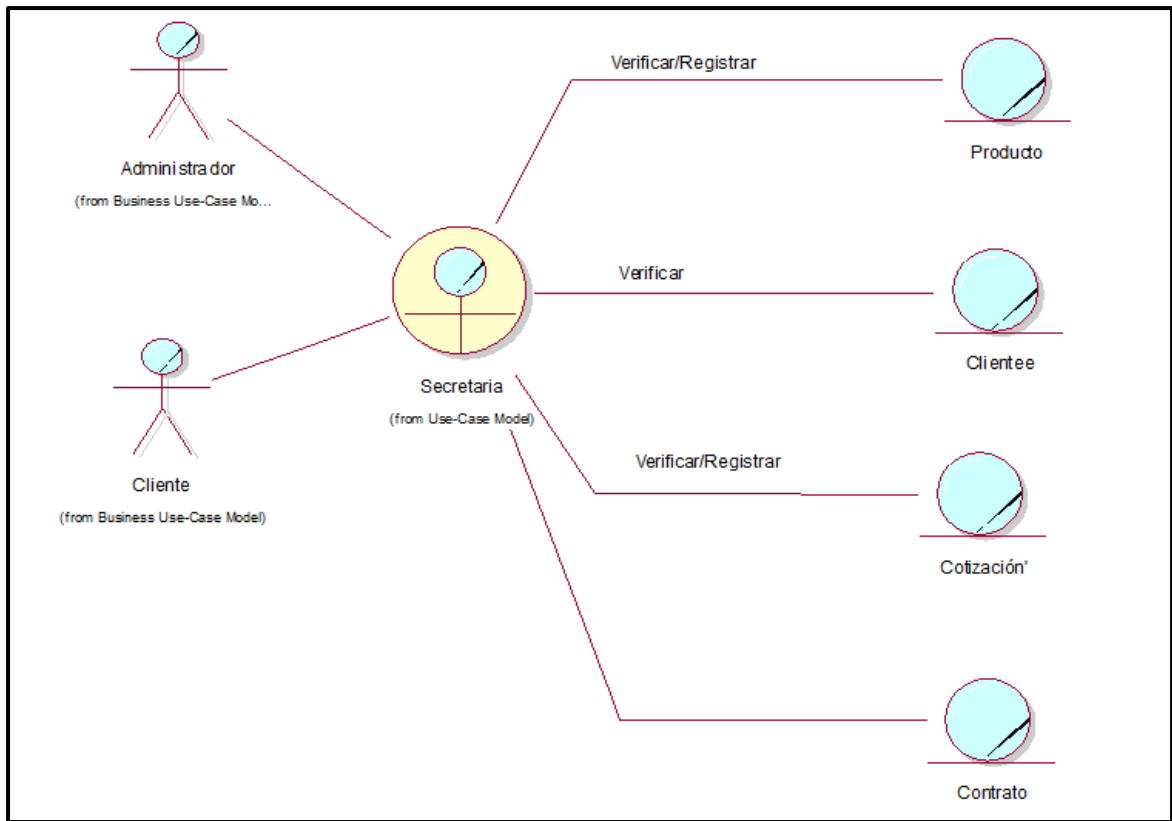 Verificar/Registrar
Producto
Administrador
(from Business Use-Case Mo...
Verificar
Clientee
Secretaria
(from Use-Case Model)
Cliente
(from Business Use-Case Model)
Verificar/Registrar
Cotización'
Contrato